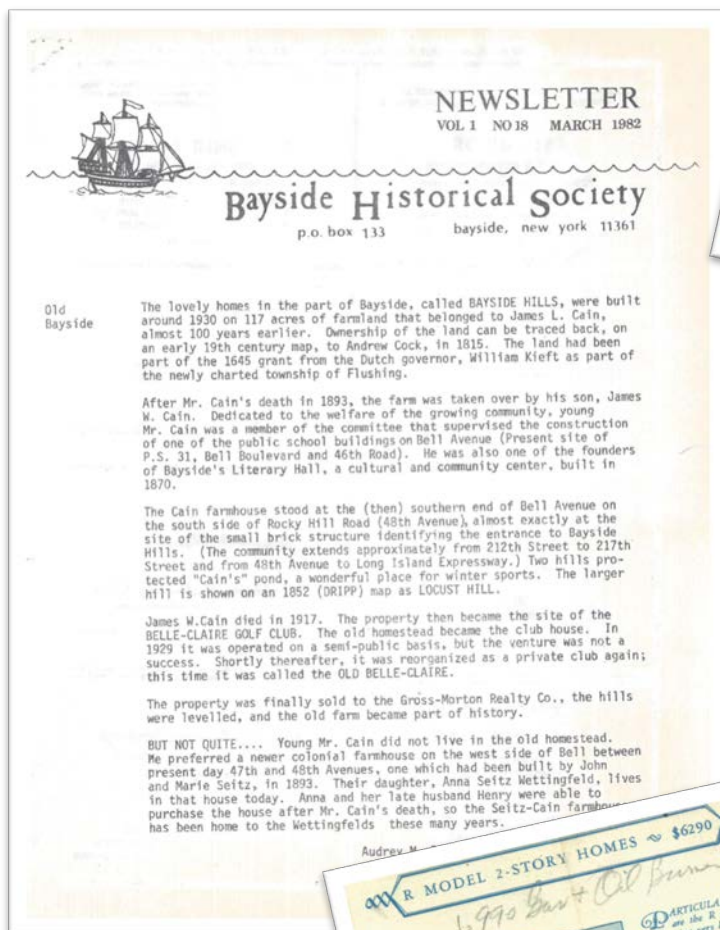 NEWSLETTER
VOL 1 NO 18 MARCH 1982
Bayside Historical Society
p.o. box 133 bayside, new york 11361
Old
Bayside
The lovely homes in the part of Bayside, called BAYSIDE HILLS, were built
around 1930 on 117 acres of farmland that belonged to James L. Cain,
almost 100 years earlier. Ownership of the land can be traced back, on
an early 19th century map, to Andrew Cock, in 1815. The land had been
part of the 1645 grant from the Dutch governor, William Kieft as part of
the newly charted township of Flushing.
After Mr. Cain's death in 1893, the farm was taken over by his son, James
W. Cain. Dedicated to the welfare of the growing community, young
Mr. Cain was a member of the committee that supervised the construction
of one of the public school buildings on Bell Avenue (Present site of
P.S. 31, Bell Boulevard and 46th Road). He was also one of the founders
of Bayside's Literary Hall, a cultural and community center, built in
1870.
The Cain farmhouse stood at the (then) southern end of Bell Avenue on
the south side of Rocky Hill Road (48th Avenue), almost exactly at the
site of the small brick structure identifying the entrance to Bayside
Hills. (The community extends approximately from 212th Street to 217th
Street and from 48th Avenue to Long Island Expressway.) Two hills pro-
tected "Cain's" pond, a wonderful place for winter sports. The larger
hill is shown on an 1852 (DRIPP) map as LOCUST HILL.
James W.Cain died in 1917. The property then became the site of the
BELLE-CLAIRE GOLF CLUB. The old homestead became the club house. In
1929 it was operated on a semi-public basis, but the venture was not a
success. Shortly thereafter, it was reorganized as a private club again;
this time it was called the OLD BELLE-CLAIRE.
The property was finally sold to the Gross-Morton Realty Co., the hills
were levelled, and the old farm became part of history.
BUT NOT QUITE.... Young Mr. Cain did not live in the old homestead.
He preferred a newer colonial farmhouse on the west side of Bell between
present day 47th and 48th Avenues, one which had been built by John
and Marie Seitz, in 1893. Their daughter, Anna Seitz Wettingfeld, lives
in that house today. Anna and her late husband Henry were able to
purchase the house after Mr. Cain's death, so the Seitz-Cain
has been home to the Wettingfelds these many years.
Audrey
R MODEL 2-STORY HOMES ~ $6290
Oil Burner
are the R